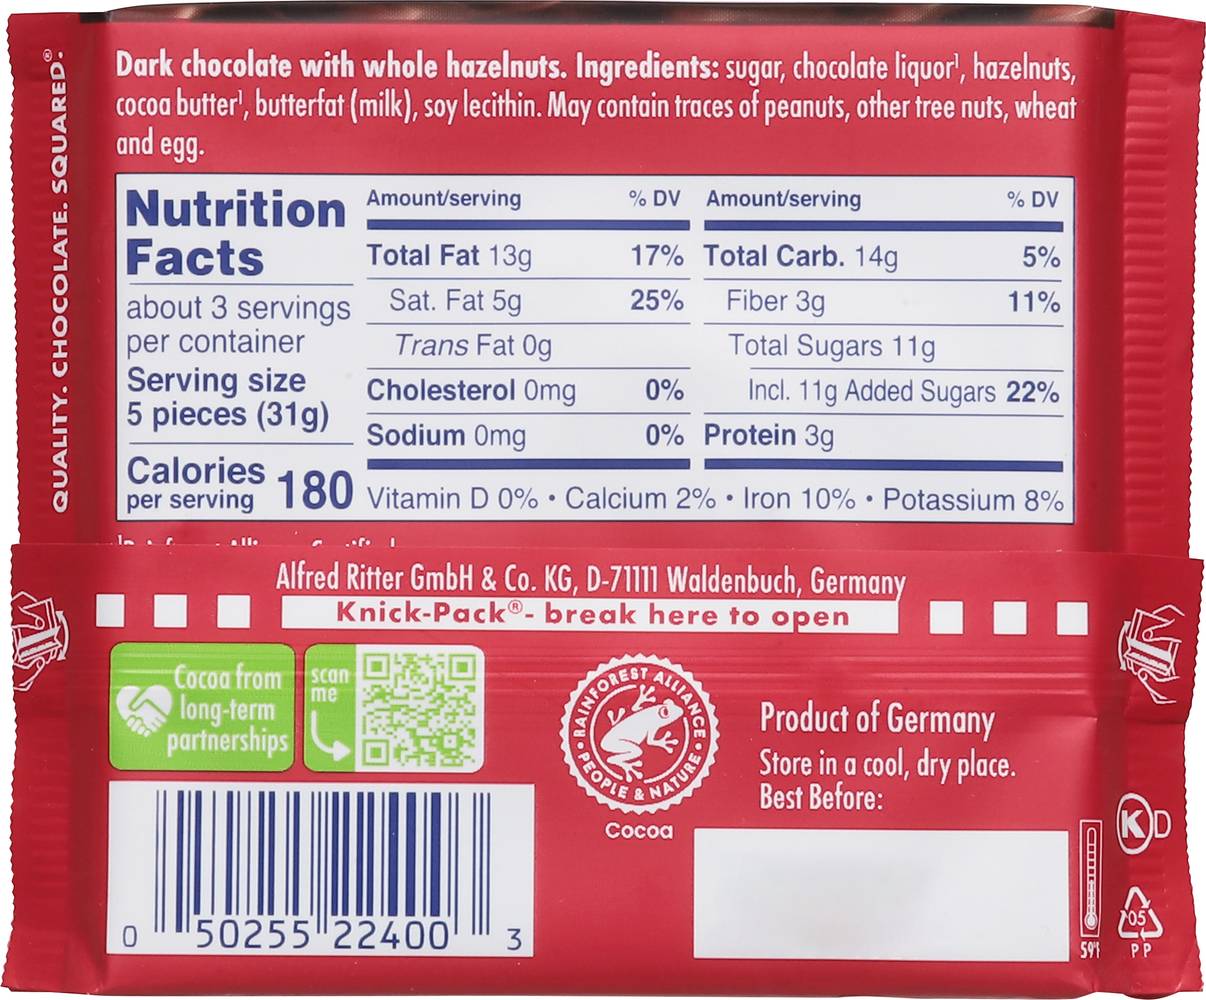 QUALITY. CHOCOLATE. SQUARED®.
Dark chocolate with whole hazelnuts. Ingredients: sugar, chocolate liquor¹, hazelnuts,
cocoa butter¹, butterfat (milk), soy lecithin. May contain traces of peanuts, other tree nuts, wheat
and egg.
Nutrition
Facts
about 3 servings
per container
Serving size
5 pieces (31g)
Calories
per serving 180
Amount/serving % DV
Total Fat 13g 17%
Sat. Fat 5g 25%
Trans Fat 0g
Cholesterol 0mg 0%
Sodium 0mg 0%
Amount/serving % DV
Total Carb. 14g 5%
Fiber 3g 11%
Total Sugars 11g
Incl. 11g Added Sugars 22%
Protein 3g
Vitamin D 0% • Calcium 2% • Iron 10% • Potassium 8%
Alfred Ritter GmbH & Co. KG, D-71111 Waldenbuch, Germany
Knick-Pack® - break here to open
Cocoa from
long-term
partnerships
scan
me
RAINFOREST ALLIANCE
PEOPLE & NATURE
Cocoa
Product of Germany
Store in a cool, dry place.
Best Before:
0 50255 22400 3
59°F
K D
05
PP